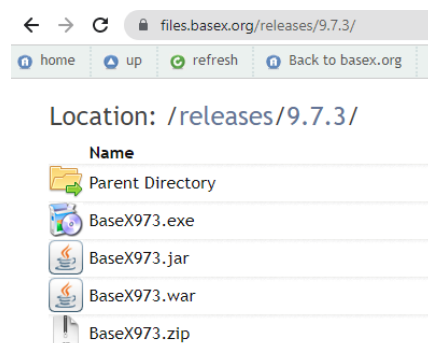 files.basex.org/releases/9.7.3/
home up refresh Back to basex.org
Location: /releases/9.7.3/
Name
Parent Directory
BaseX973.exe
BaseX973.jar
BaseX973.war
BaseX973.zip